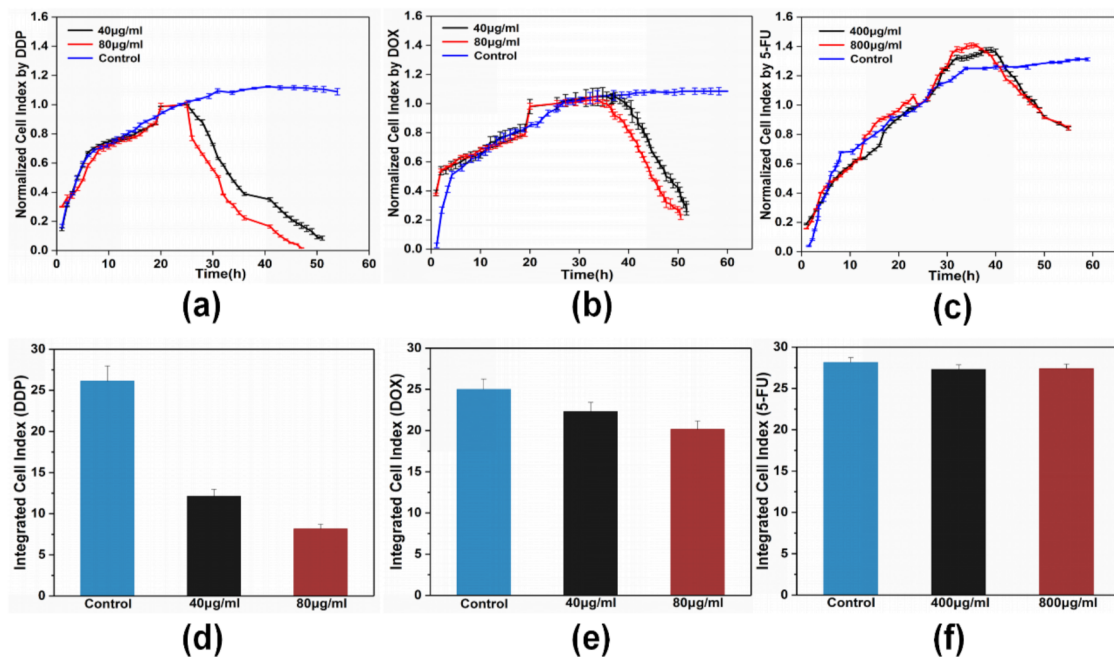 Normalized Cell Index by DDP
1.6
1.4
1.2
1.0
0.8
0.6
0.4
0.2
0.0
40µg/ml
80µg/ml
Control
0 10 20 30 40 50 60
Time(h)
(a)
Normalized Cell Index by DOX
1.6
1.4
1.2
1.0
0.8
0.6
0.4
0.2
0.0
40µg/ml
80µg/ml
Control
0 10 20 30 40 50 60
Time(h)
(b)
Normalized Cell Index by 5-FU
1.6
1.4
1.2
1.0
0.8
0.6
0.4
0.2
0.0
400µg/ml
800µg/ml
Control
0 10 20 30 40 50 60
Time(h)
(c)
Integrated Cell Index (DDP)
30
25
20
15
10
5
0
Control 40µg/ml 80µg/ml
(d)
Integrated Cell Index (DOX)
30
25
20
15
10
5
0
Control 40µg/ml 80µg/ml
(e)
Integrated Cell Index (5-FU)
30
25
20
15
10
5
0
Control 400µg/ml 800µg/ml
(f)